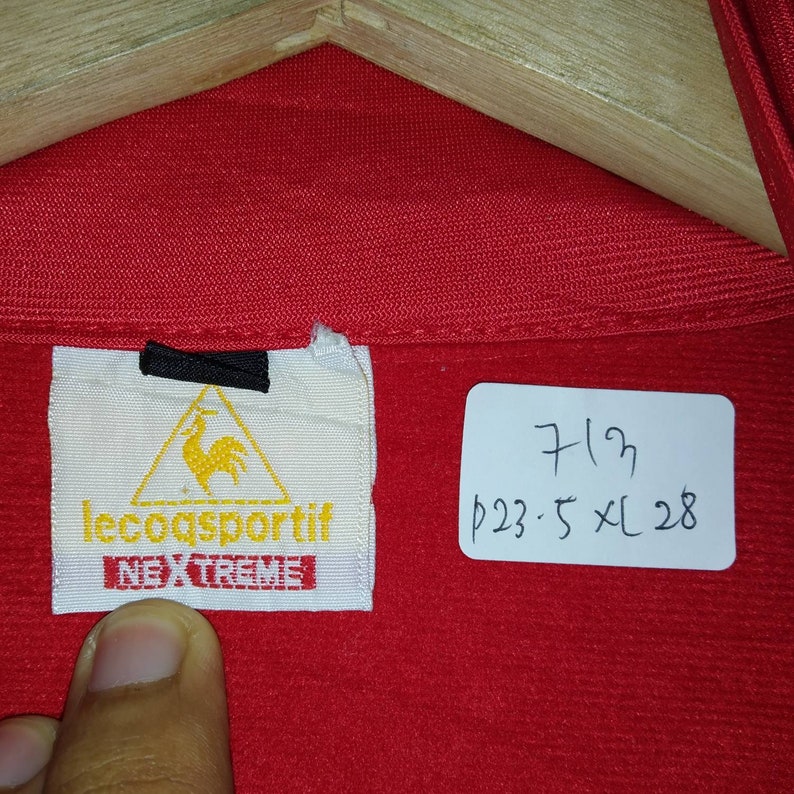 lecoqsportif
NEXTREME
713
p23.5 XL 28